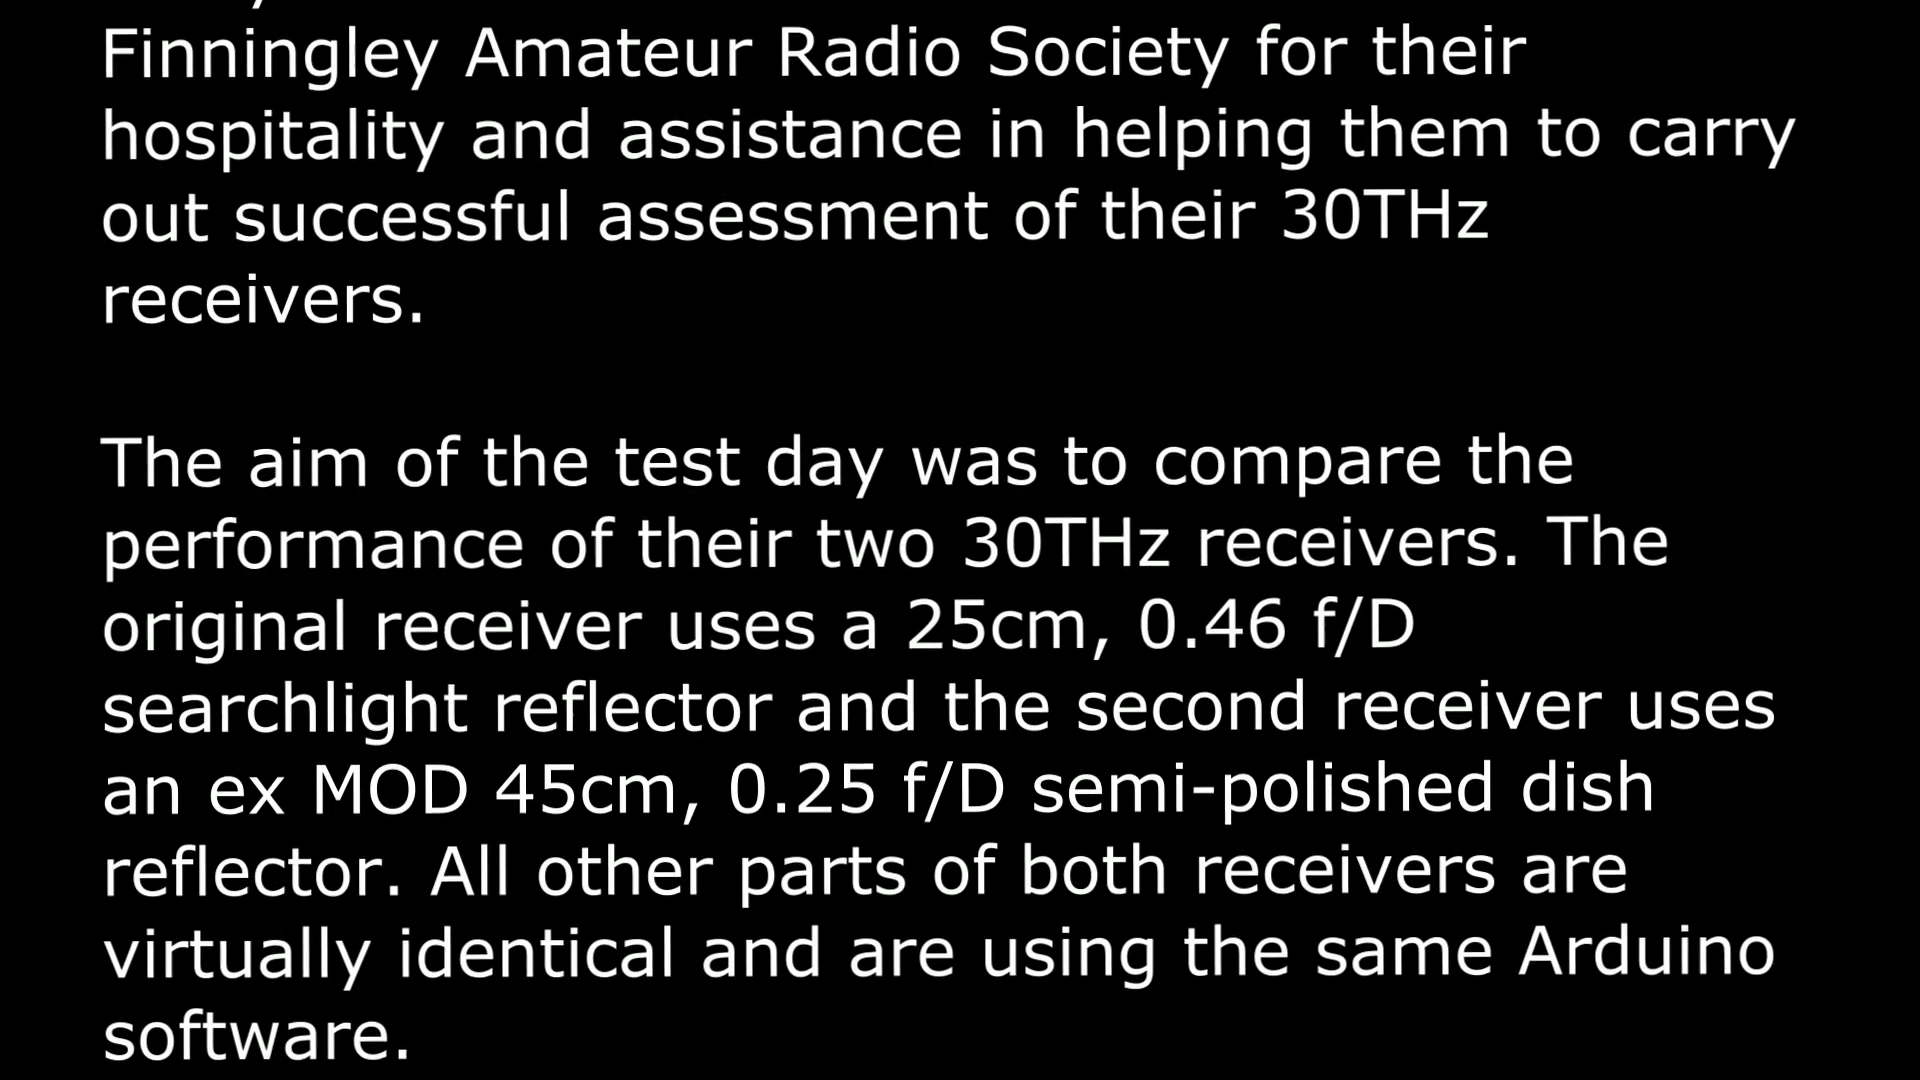 Finningley Amateur Radio Society for their
hospitality and assistance in helping them to carry
out successful assessment of their 30THz
receivers.
The aim of the test day was to compare the
performance of their two 30THz receivers. The
original receiver uses a 25cm, 0.46 f/D
searchlight reflector and the second receiver uses
an ex MOD 45cm, 0.25 f/D semi-polished dish
reflector. All other parts of both receivers are
virtually identical and are using the same Arduino
software.